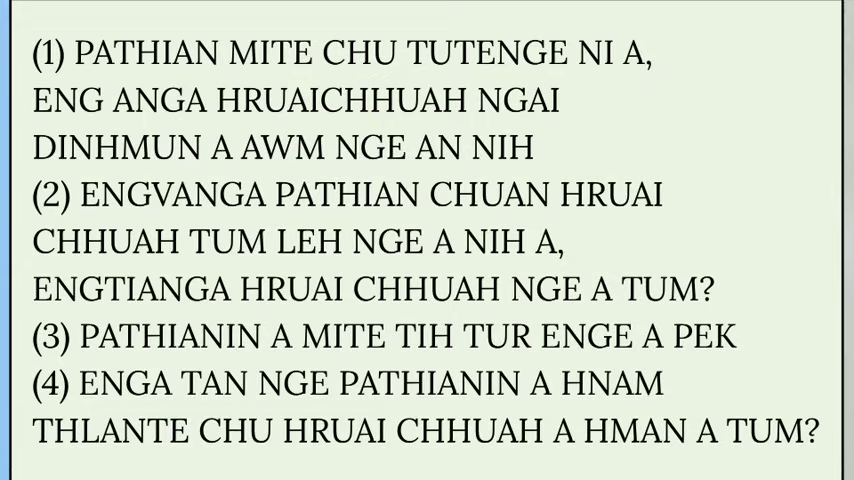 (1) PATHIAN MITE CHU TUTENGE NI A,
ENG ANGA HRUAICHHUAH NGAI
DINHMUN A AWM NGE AN NIH
(2) ENGVANGA PATHIAN CHUAN HRUAI
CHHUAH TUM LEH NGE A NIH A,
ENGTIANGA HRUAI CHHUAH NGE A TUM?
(3) PATHIANIN A MITE TIH TUR ENGE A PEK
(4) ENGA TAN NGE PATHIANIN A HNAM
THLANTE CHU HRUAI CHHUAH A HMAN A TUM?